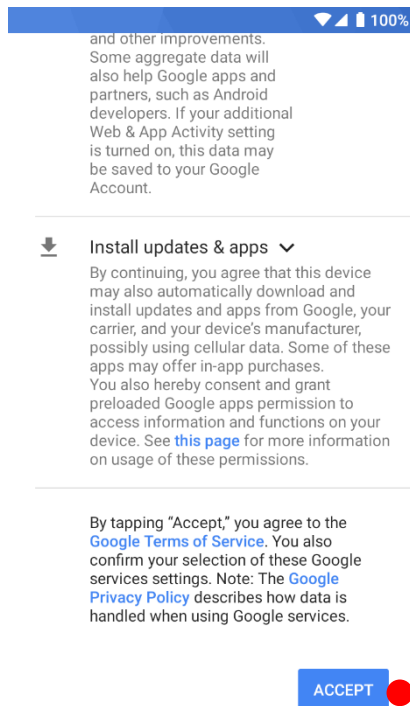 100%
and other improvements.
Some aggregate data will
also help Google apps and
partners, such as Android
developers. If your additional
Web & App Activity setting
is turned on, this data may
be saved to your Google
Account.
Install updates & apps
By continuing, you agree that this device
may also automatically download and
install updates and apps from Google, your
carrier, and your device's manufacturer,
possibly using cellular data. Some of these
apps may offer in-app purchases.
You also hereby consent and grant
preloaded Google apps permission to
access information and functions on your
device. See this page for more information
on usage of these permissions.
By tapping “Accept,” you agree to the
Google Terms of Service. You also
confirm your selection of these Google
services settings. Note: The Google
Privacy Policy describes how data is
handled when using Google services.
ACCEPT